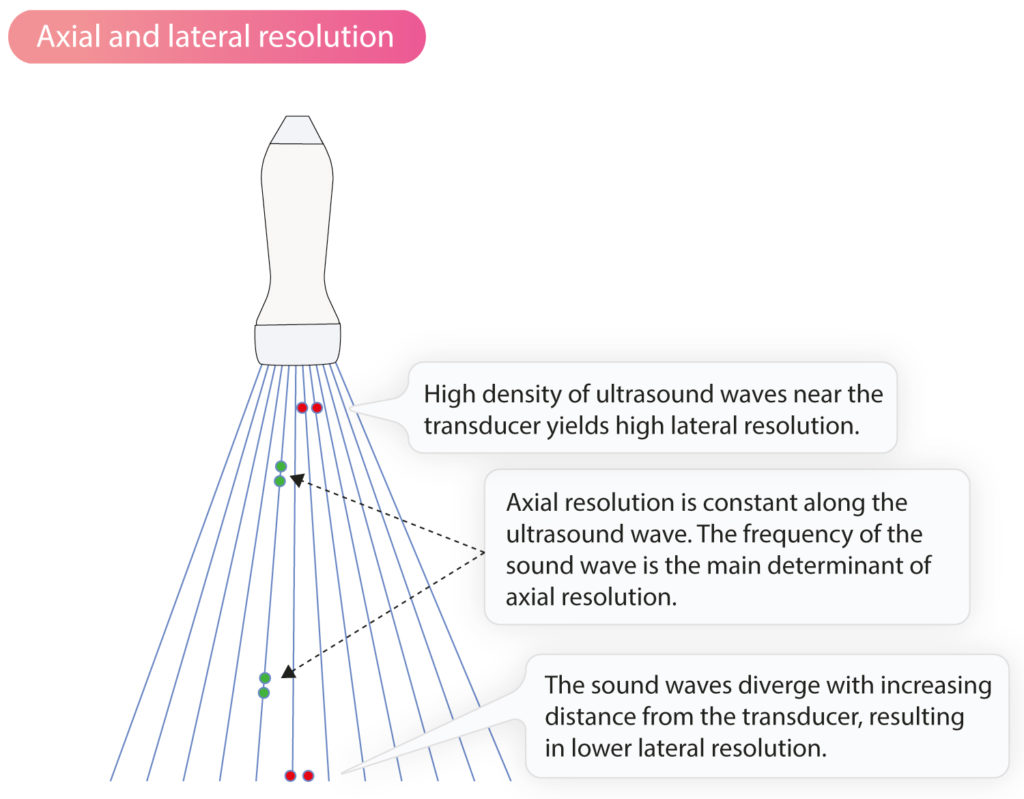 Axial and lateral resolution
High density of ultrasound waves near the
transducer yields high lateral resolution.
Axial resolution is constant along the
ultrasound wave. The frequency of the
sound wave is the main determinant of
axial resolution.
The sound waves diverge with increasing
distance from the transducer, resulting
in lower lateral resolution.